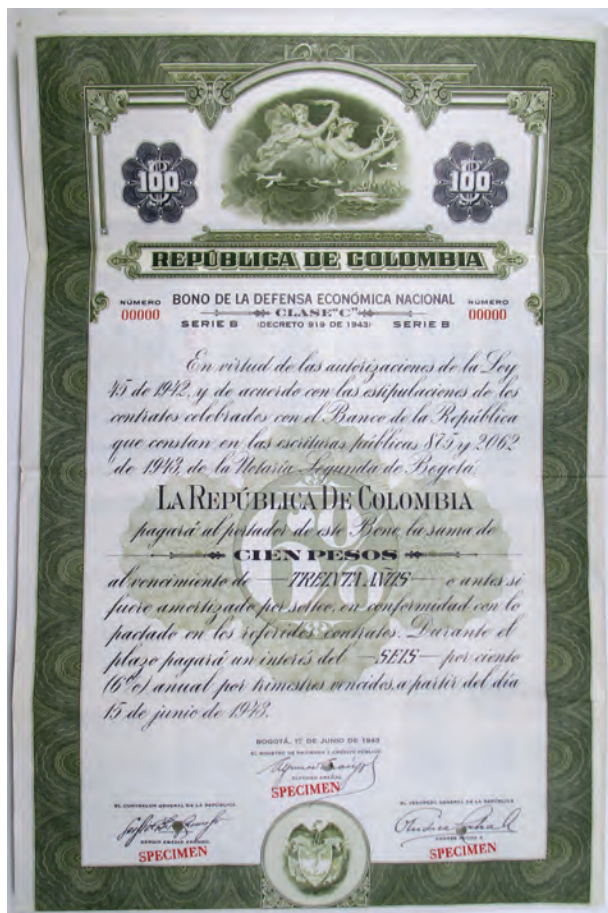 $100 $100
REPÚBLICA DE COLOMBIA
NÚMERO BONO DE LA DEFENSA ECONÓMICA NACIONAL NÚMERO
00000 CLASE "C" 00000
SERIE B (DECRETO 919 DE 1943) SERIE B
En virtud de las autorizaciones de la Ley
45 de 1942, y de acuerdo con las estipulaciones de los
contratos celebrados con el Banco de la República
que constan en las escrituras públicas 875 y 2062
de 1943, de la Notaría Segunda de Bogotá
LA REPÚBLICA DE COLOMBIA
pagará al portador de este Bono, la suma de
CIEN PESOS
al vencimiento de TREINTA AÑOS o antes si
fuere amortizado por sorteo, en conformidad con lo
pactado en los referidos contratos. Durante el
plazo pagará un interés del SEIS por ciento
(6%) anual por trimestres vencidos, a partir del día
15 de junio de 1943.
6%
BOGOTÁ, 1º DE JUNIO DE 1943
EL MINISTRO DE HACIENDA Y CRÉDITO PÚBLICO
SPECIMEN
EL CONTRALOR GENERAL DE LA REPÚBLICA EL TESORERO GENERAL DE LA REPÚBLICA
SPECIMEN SPECIMEN